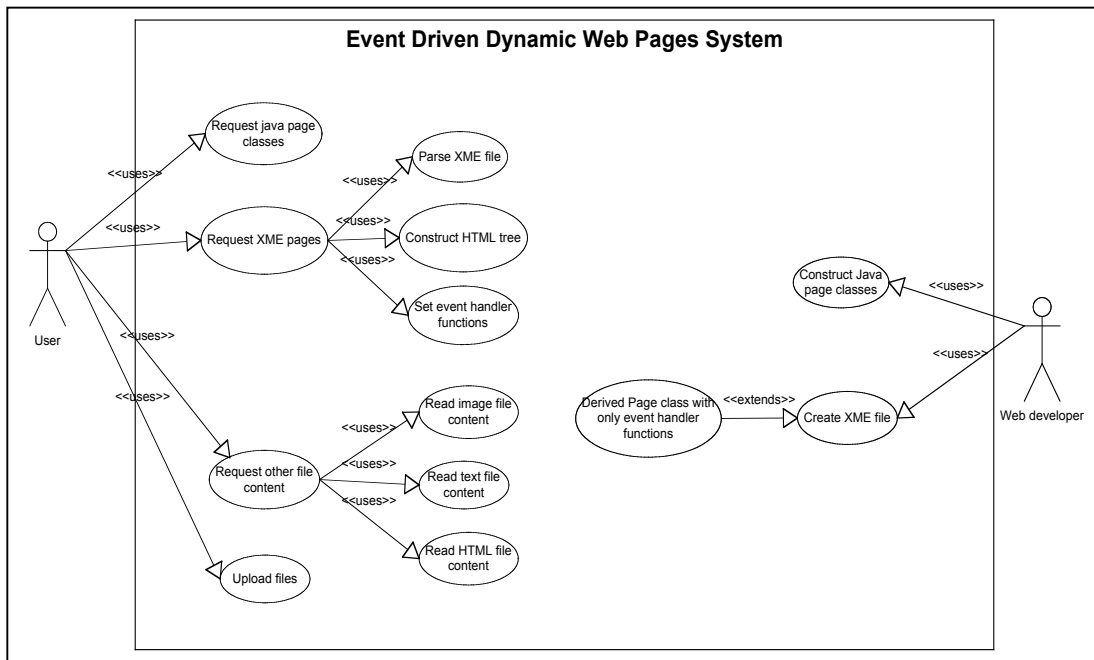 Event Driven Dynamic Web Pages System
Request java page
classes
<<uses>>
Parse XME file
<<uses>>
<<uses>>
Request XME pages
<<uses>>
Construct HTML tree
<<uses>>
Set event handler
functions
User
<<uses>>
<<uses>>
Request other file
content
<<uses>>
Read image file
content
<<uses>>
Read text file
content
<<uses>>
Read HTML file
content
Upload files
Construct Java
page classes
<<uses>>
<<uses>>
Web developer
Derived Page class with
only event handler
functions
<<extends>>
Create XME file